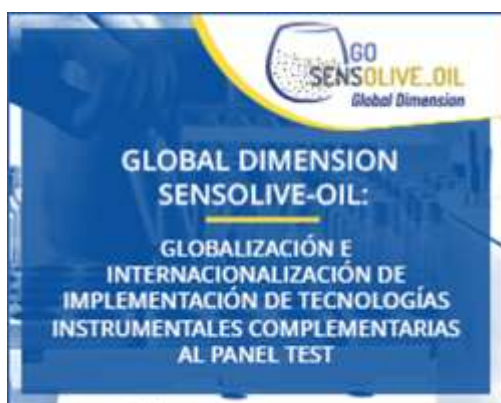 GO
SENSOLIVE_OIL
Global Dimension
GLOBAL DIMENSION
SENSOLIVE-OIL:
GLOBALIZACIÓN E
INTERNACIONALIZACIÓN DE
IMPLEMENTACIÓN DE TECNOLOGÍAS
INSTRUMENTALES COMPLEMENTARIAS
AL PANEL TEST